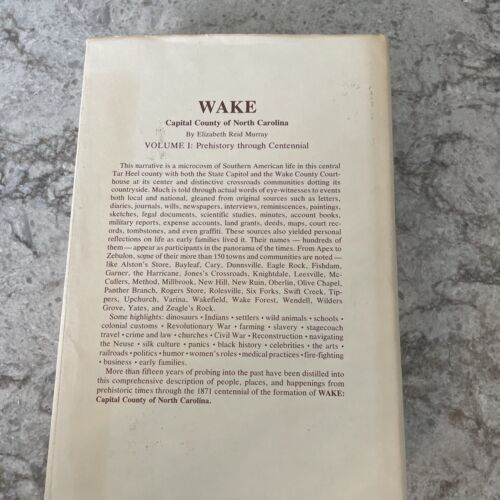 WAKE
Capital County of North Carolina
By Elizabeth Reid Murray
VOLUME I: Prehistory through Centennial
This narrative is a microcosm of Southern American life in this central
Tar Heel county with both the State Capitol and the Wake County Court-
house at its center and distinctive crossroads communities dotting its
countryside. Much is told through actual words of eye-witnesses to events
both local and national, gleaned from original sources such as letters,
diaries, journals, wills, newspapers, interviews, reminiscences, paintings,
sketches, legal documents, scientific studies, minutes, account books,
military reports, expense accounts, land grants, deeds, maps, court rec-
ords, tombstones, and even graffiti. These sources also yielded personal
reflections on life as early families lived it. Their names — hundreds of
them — appear as participants in the panorama of the times. From Apex to
Zebulon, some of their more than 150 towns and communities are noted —
like Alston's Store, Bayleaf, Cary, Dunnsville, Eagle Rock, Fishdam,
Garner, the Harricane, Jones's Crossroads, Knightdale, Leesville, Mc-
Cullers, Method, Millbrook, New Hill, New Ruin, Oberlin, Olive Chapel,
Panther Branch, Rogers Store, Rolesville, Six Forks, Swift Creek, Tip-
pers, Upchurch, Varina, Wakefield, Wake Forest, Wendell, Wilders
Grove, Yates, and Zeagle's Rock.
Some highlights: dinosaurs • Indians • settlers • wild animals • schools •
colonial customs • Revolutionary War • farming • slavery • stagecoach
travel • crime and law • churches • Civil War • Reconstruction • navigating
the Neuse • silk culture • panics • black history • celebrities • the arts •
railroads • politics • humor • women's roles • medical practices • fire-fighting
• business • early families.
More than fifteen years of probing into the past have been distilled into
this comprehensive description of people, places, and happenings from
prehistoric times through the 1871 centennial of the formation of WAKE:
Capital County of North Carolina.